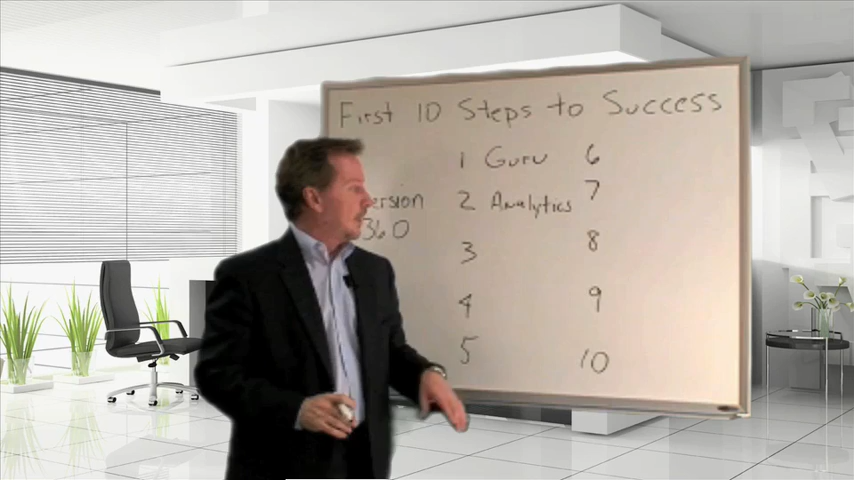 First 10 Steps to Success
1 Guru 6
ersion 2 Analytics 7
360 3 8
4 9
5 10